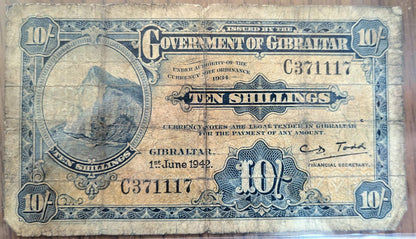 10/-
ISSUED BY THE
10/-
GOVERNMENT OF GIBRALTAR
UNDER AUTHORITY OF THE
CURRENCY NOTE ORDINANCE
1934
C371117
TEN SHILLINGS
CURRENCY NOTES ARE LEGAL TENDER IN GIBRALTAR
FOR THE PAYMENT OF ANY AMOUNT.
TEN SHILLINGS
GIBRALTAR,
1st June 1942.
FINANCIAL SECRETARY.
C371117
10/-
10/-
10/-